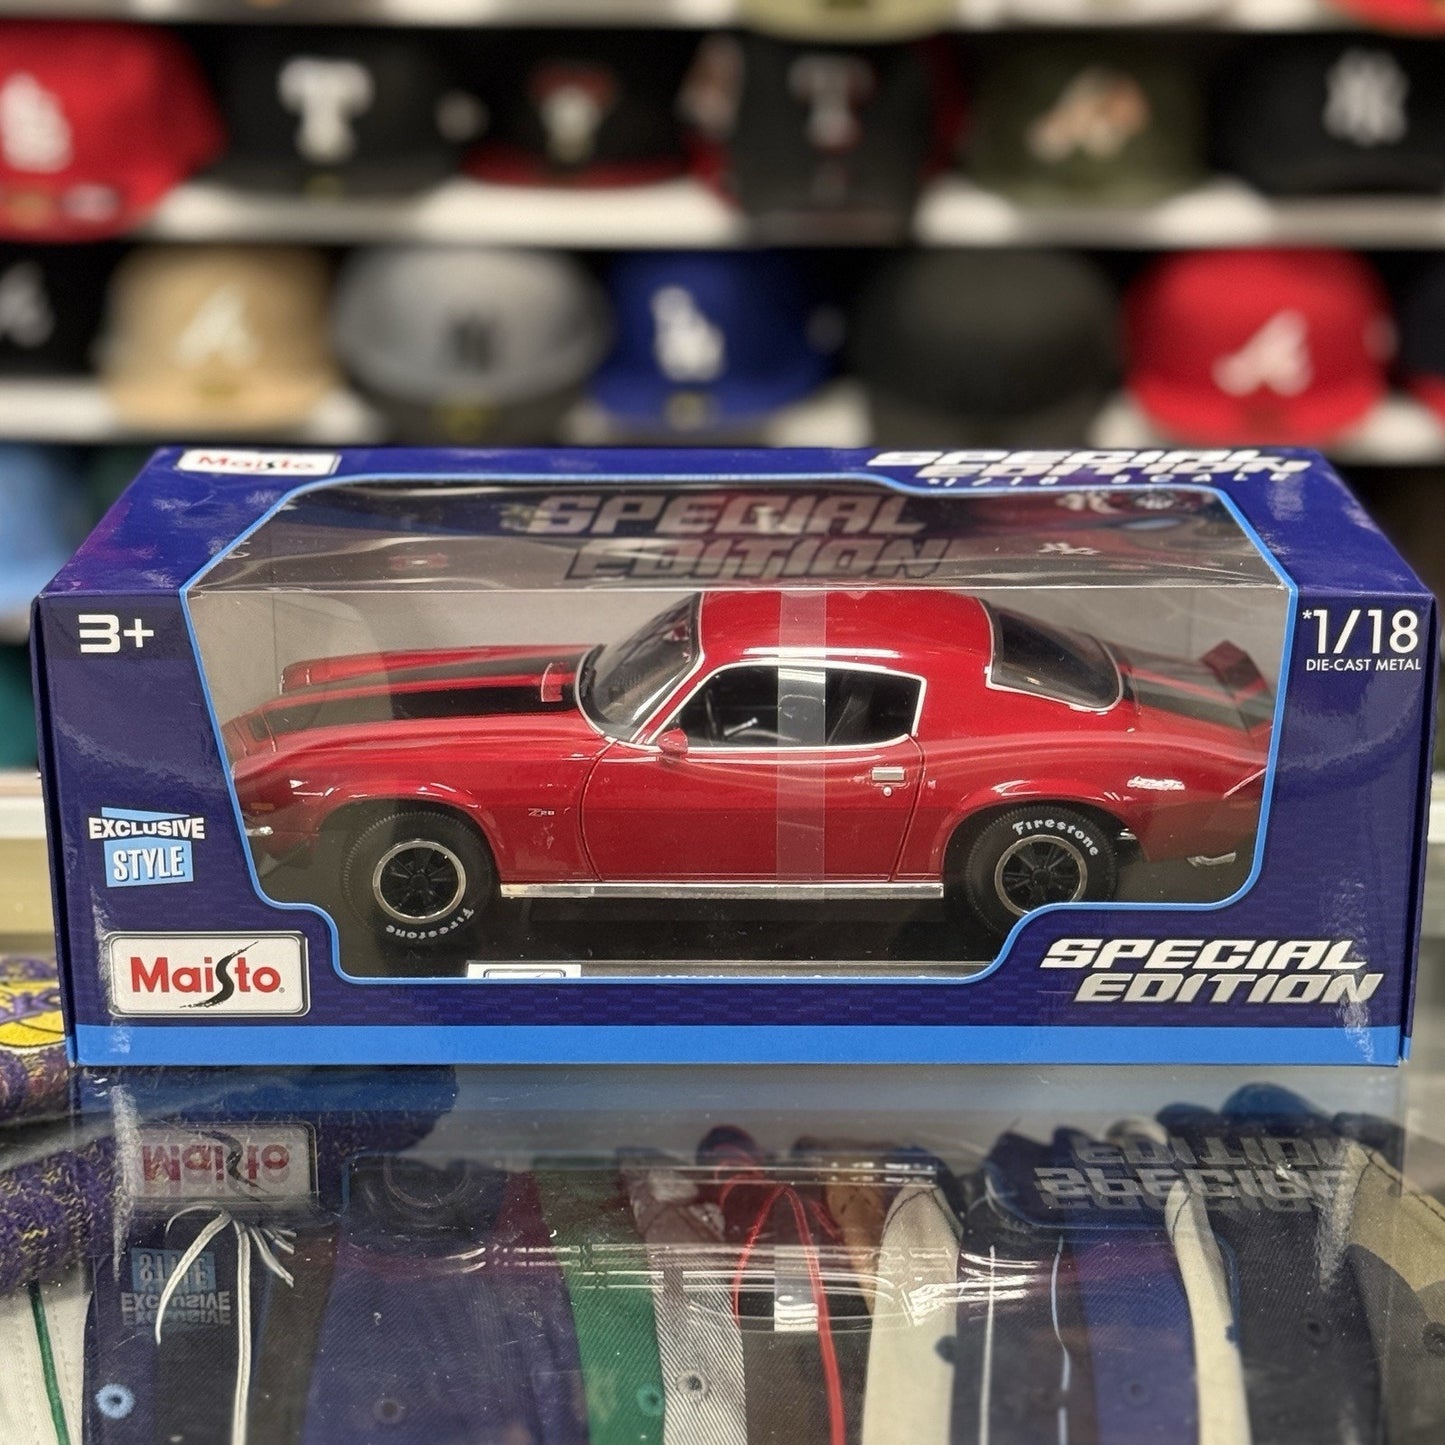 Maisto
SPECIAL
EDITION
*1/18 SCALE
SPECIAL
EDITION
3+
*1/18
DIE-CAST METAL
Z28
Firestone
Firestone
EXCLUSIVE
STYLE
Maisto
SPECIAL
EDITION